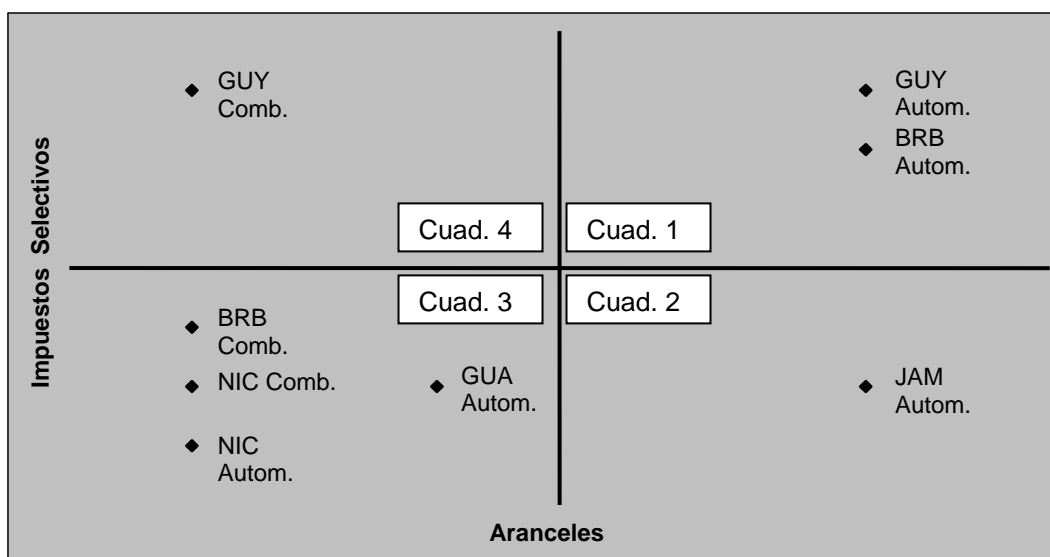 GUY
Comb.
GUY
Autom.
BRB
Autom.
Impuestos Selectivos
Cuad. 4
Cuad. 1
Cuad. 3
Cuad. 2
BRB
Comb.
NIC Comb.
GUA
Autom.
JAM
Autom.
NIC
Autom.
Aranceles